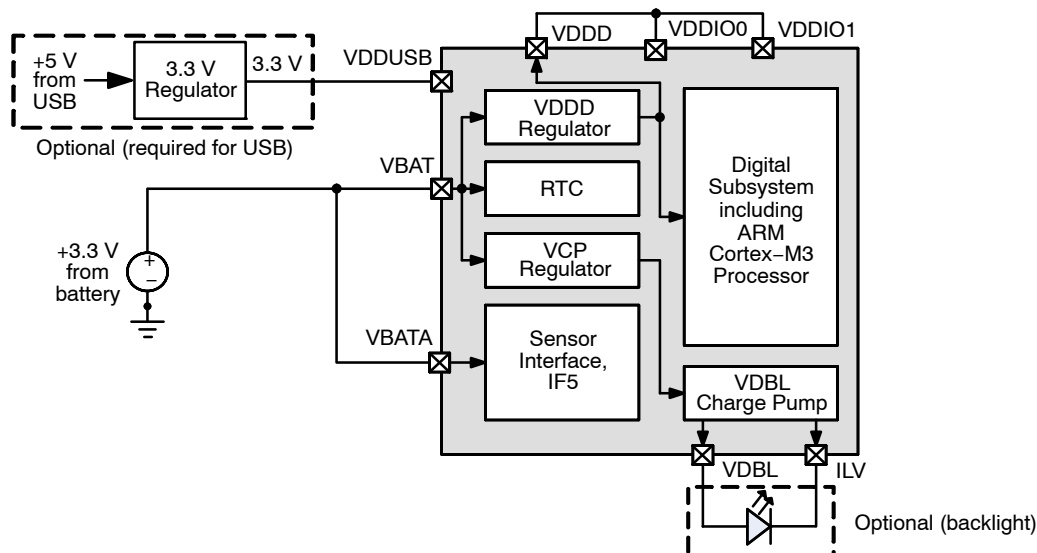 VDDD
VDDIO0
VDDIO1
+5 V
from
USB
3.3 V
Regulator
3.3 V
VDDUSB
Optional (required for USB)
VBAT
VDDD
Regulator
RTC
VCP
Regulator
Digital
Subsystem
including
ARM
Cortex−M3
Processor
+3.3 V
from
battery
+
−
VBATA
Sensor
Interface,
IF5
VDBL
Charge Pump
VDBL
ILV
Optional (backlight)